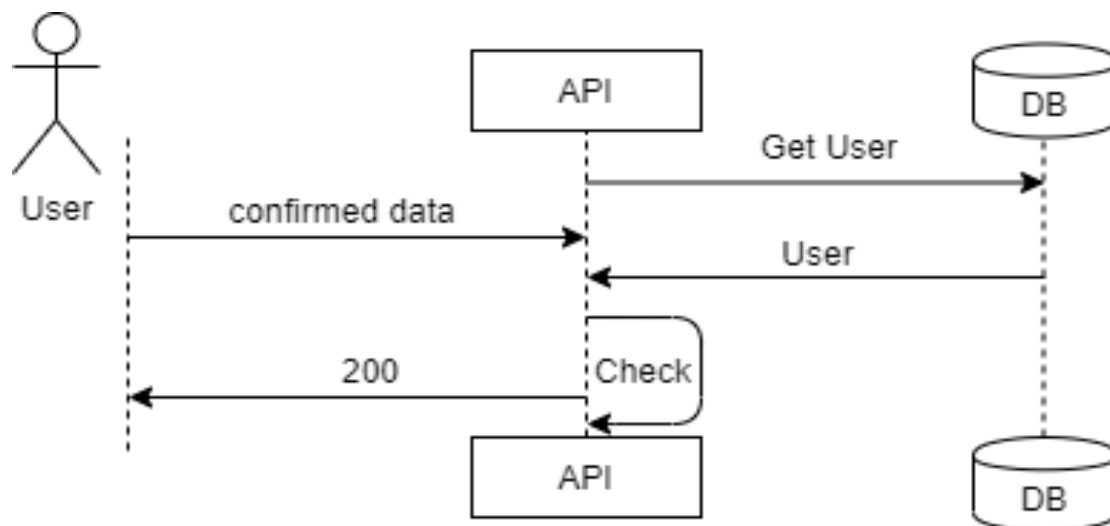 API
DB
Get User
User
confirmed data
User
200
Check
API
DB